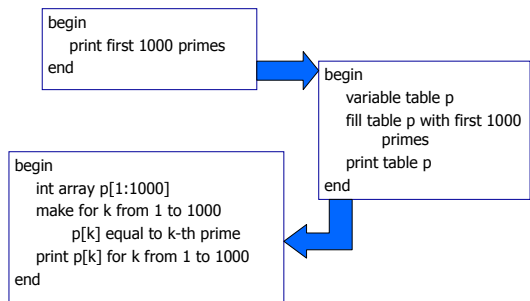 begin
print first 1000 primes
end
begin
variable table p
fill table p with first 1000
primes
print table p
end
begin
int array p[1:1000]
make for k from 1 to 1000
p[k] equal to k-th prime
print p[k] for k from 1 to 1000
end